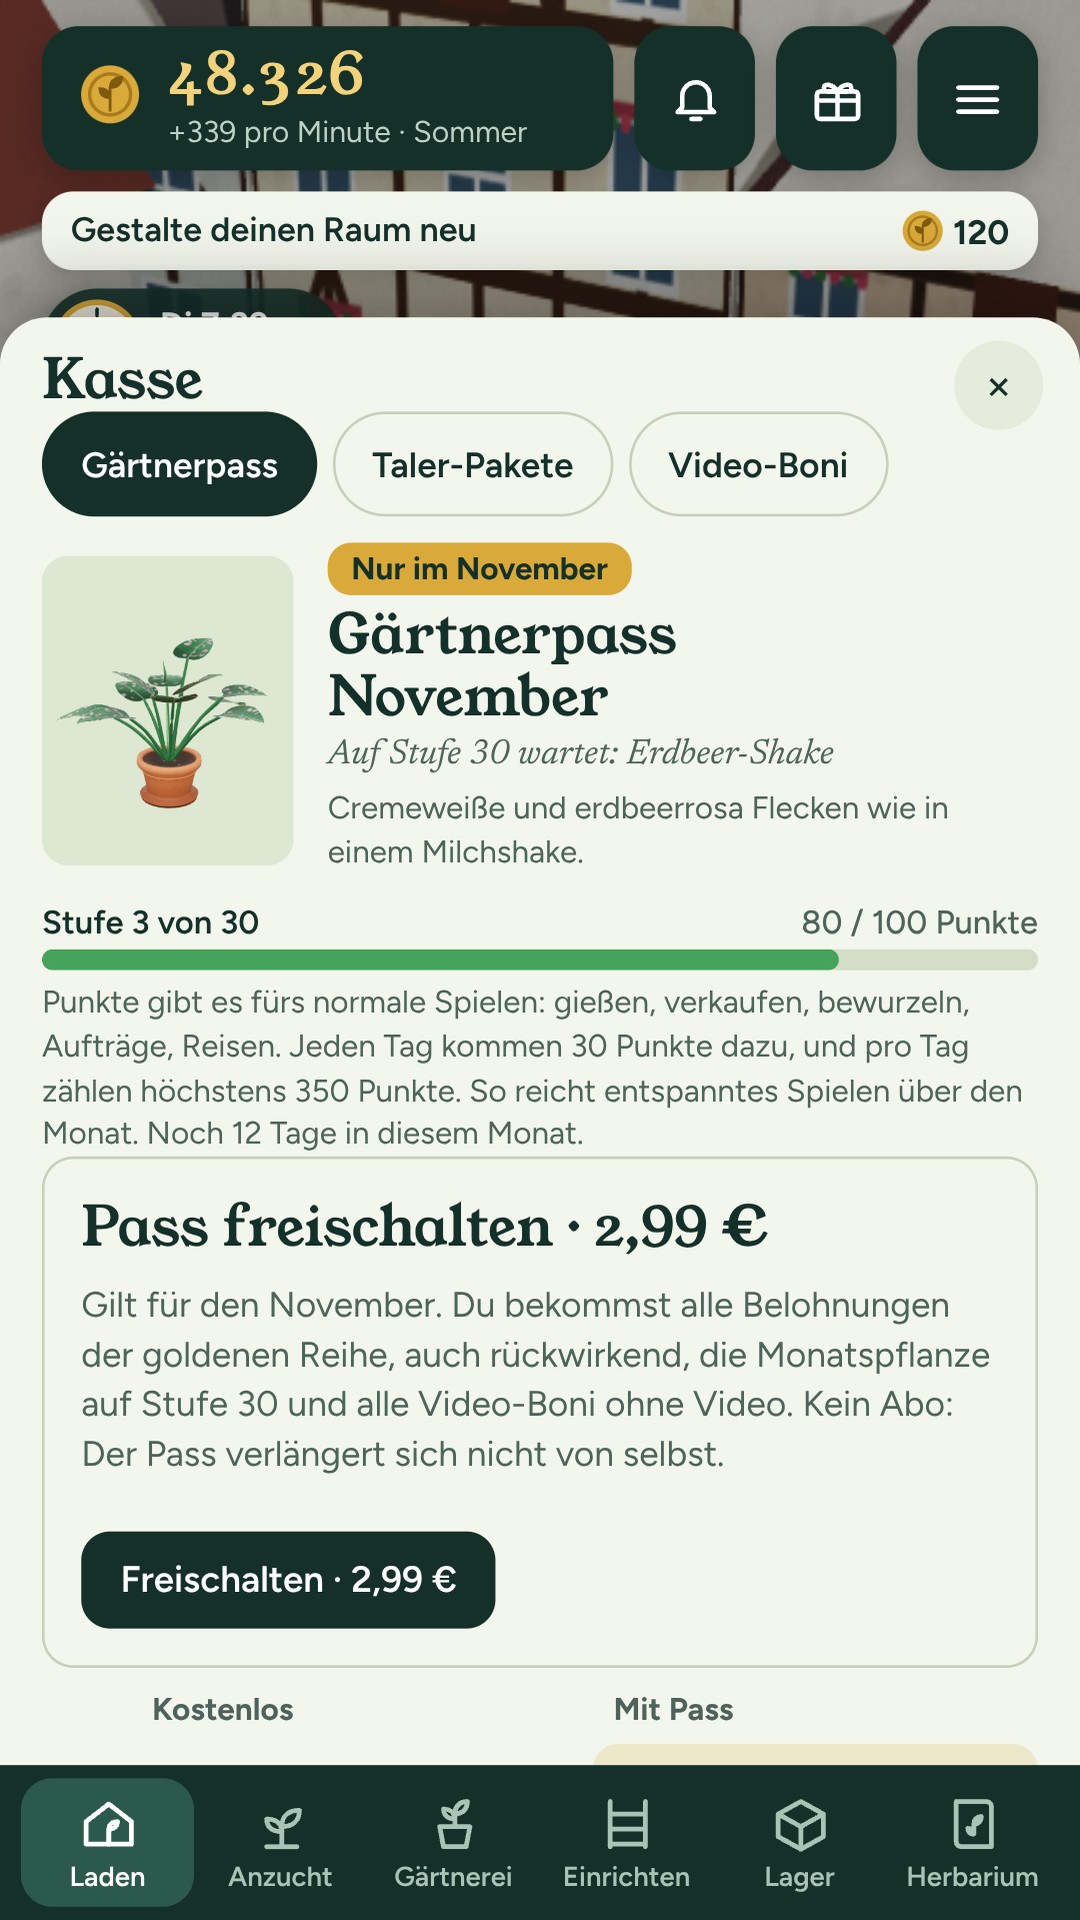 48.326
+339 pro Minute · Sommer
Gestalte deinen Raum neu
120
Kasse
×
Gärtnerpass
Taler-Pakete
Video-Boni
Nur im November
Gärtnerpass
November
Auf Stufe 30 wartet: Erdbeer-Shake
Cremeweiße und erdbeerrosa Flecken wie in
einem Milchshake.
Stufe 3 von 30
80 / 100 Punkte
Punkte gibt es fürs normale Spielen: gießen, verkaufen, bewurzeln,
Aufträge, Reisen. Jeden Tag kommen 30 Punkte dazu, und pro Tag
zählen höchstens 350 Punkte. So reicht entspanntes Spielen über den
Monat. Noch 12 Tage in diesem Monat.
Pass freischalten · 2,99 €
Gilt für den November. Du bekommst alle Belohnungen
der goldenen Reihe, auch rückwirkend, die Monatspflanze
auf Stufe 30 und alle Video-Boni ohne Video. Kein Abo:
Der Pass verlängert sich nicht von selbst.
Freischalten · 2,99 €
Kostenlos
Mit Pass
Laden
Anzucht
Gärtnerei
Einrichten
Lager
Herbarium